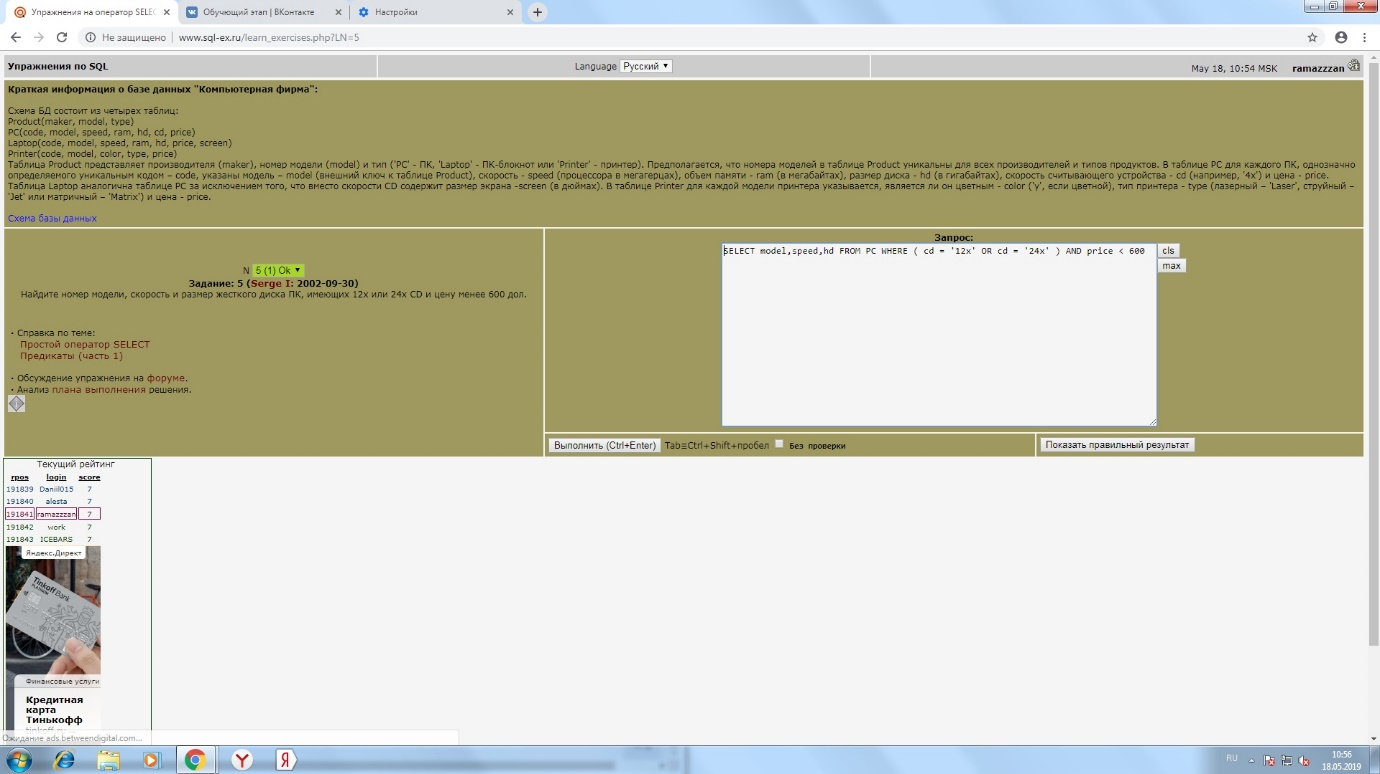 Упражнения на оператор SELEC
Обучающий этап | ВКонтакте
Настройки
Не защищено
www.sql-ex.ru/learn_exercises.php?LN=5
Упражнения по SQL
Language Русский
May 18, 10:54 MSK ramazzzan
Краткая информация о базе данных "Компьютерная фирма":
Схема БД состоит из четырех таблиц:
Product(maker, model, type)
PC(code, model, speed, ram, hd, cd, price)
Laptop(code, model, speed, ram, hd, price, screen)
Printer(code, model, color, type, price)
Таблица Product представляет производителя (maker), номер модели (model) и тип ('PC' - ПК, 'Laptop' - ПК-блокнот или 'Printer' - принтер). Предполагается, что номера моделей в таблице Product уникальны для всех производителей и типов продуктов. В таблице PC для каждого ПК, однозначно
определяемого уникальным кодом – code, указаны модель – model (внешний ключ к таблице Product), скорость - speed (процессора в мегагерцах), объем памяти - ram (в мегабайтах), размер диска - hd (в гигабайтах), скорость считывающего устройства - cd (например, '4x') и цена - price.
Таблица Laptop аналогична таблице РС за исключением того, что вместо скорости CD содержит размер экрана -screen (в дюймах). В таблице Printer для каждой модели принтера указывается, является ли он цветным - color ('y', если цветной), тип принтера - type (лазерный – 'Laser', струйный –
'Jet' или матричный – 'Matrix') и цена - price.
Схема базы данных
N 5 (1) Ok
Задание: 5 (Serge I: 2002-09-30)
Найдите номер модели, скорость и размер жесткого диска ПК, имеющих 12x или 24x CD и цену менее 600 дол.
- Справка по теме:
Простой оператор SELECT
Предикаты (часть 1)
- Обсуждение упражнения на форуме.
- Анализ плана выполнения решения.
Запрос:
SELECT model,speed,hd FROM PC WHERE ( cd = '12x' OR cd = '24x' ) AND price < 600
cls
max
Выполнить (Ctrl+Enter) Tab≡Ctrl+Shift+пробел Без проверки
Показать правильный результат
Текущий рейтинг
rpos login score
191839 Daniil015 7
191840 alesta 7
191841 ramazzzan 7
191842 work 7
191843 ICEBARS 7
Яндекс.Директ
Tinkoff Bank
PLATINUM
Финансовые услуги
Кредитная
карта
Тинькофф
tinkoff.ru
Ожидание ads.betweendigital.com...
RU
10:56
18.05.2019